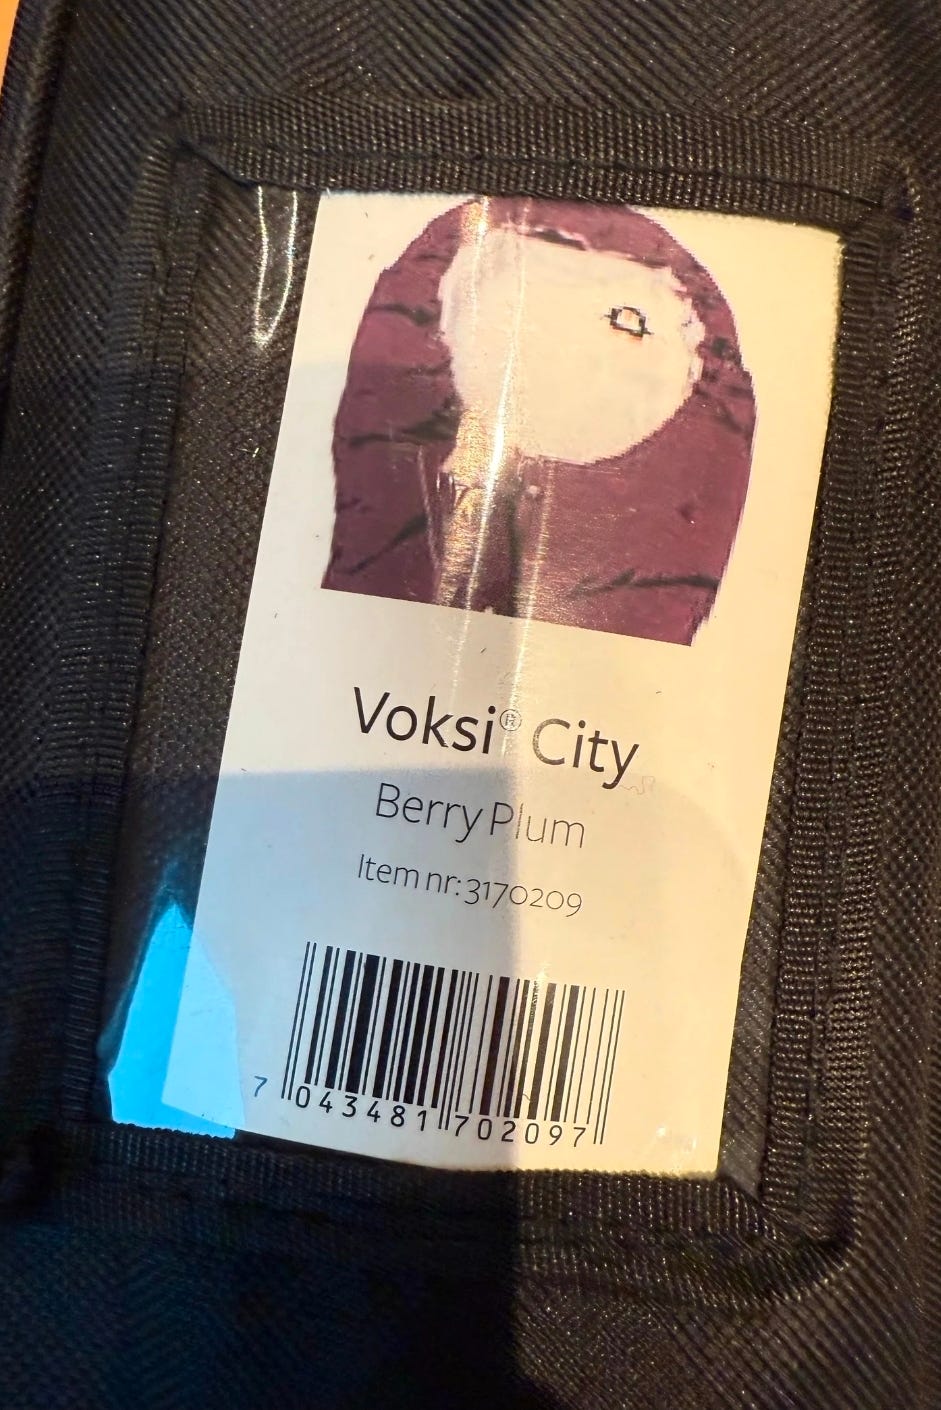 Voksi® City
Berry Plum
Item nr: 3170209
7 043481 702097